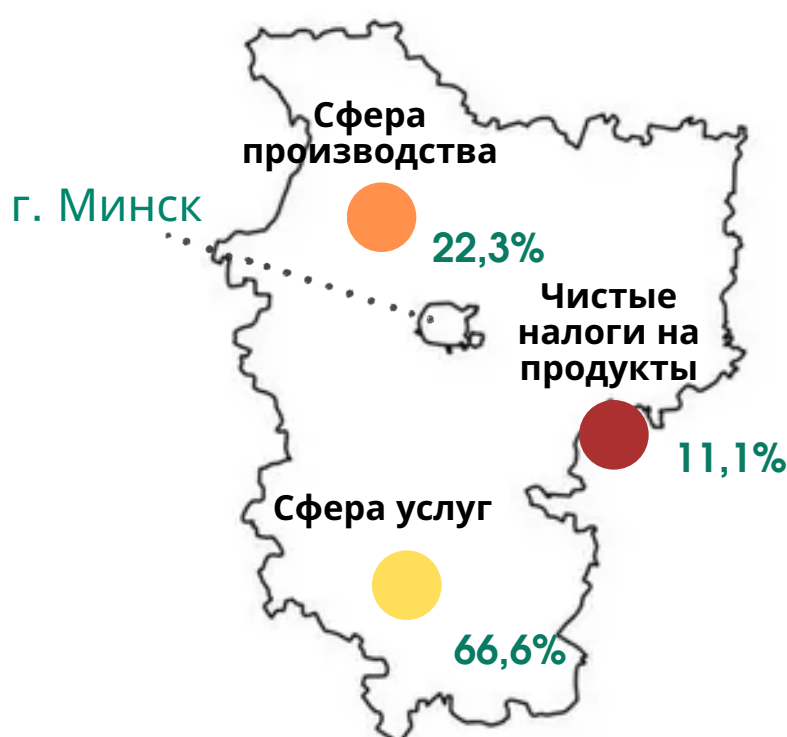 Сфера
производства
г. Минск
22,3%
Чистые
налоги на
продукты
11,1%
Сфера услуг
66,6%